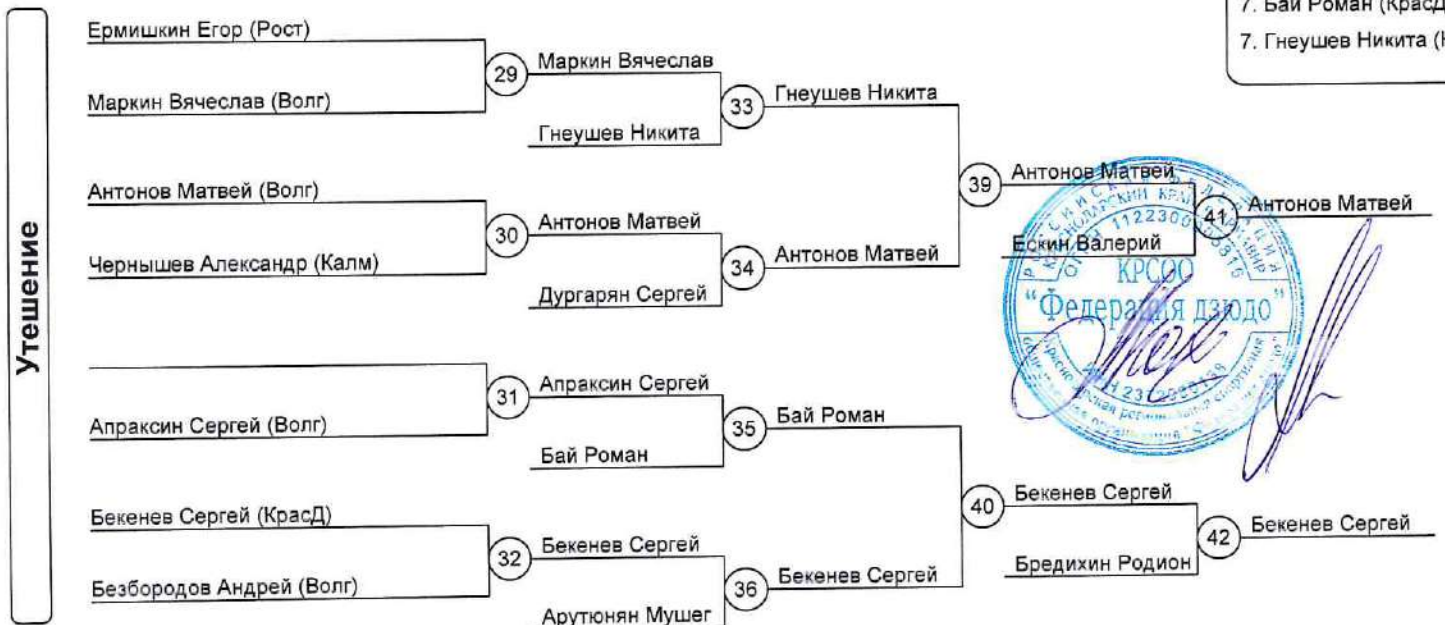 7. Бай Роман (КрасД
7. Гнеушев Никита (
Утешение
Ермишкин Егор (Рост)
29 Маркин Вячеслав
Маркин Вячеслав (Волг)
33 Гнеушев Никита
Гнеушев Никита
Антонов Матвей (Волг)
39 Антонов Матвей
30 Антонов Матвей
41 Антонов Матвей
Чернышев Александр (Калм)
34 Антонов Матвей
Ескин Валерий
Дургарян Сергей
КРСОО
"Федерация дзюдо"
31 Апраксин Сергей
Апраксин Сергей (Волг)
35 Бай Роман
Бай Роман
Бекенев Сергей (КрасД)
40 Бекенев Сергей
32 Бекенев Сергей
42 Бекенев Сергей
Безбородов Андрей (Волг)
36 Бекенев Сергей
Бредихин Родион
Арутюнян Мушег